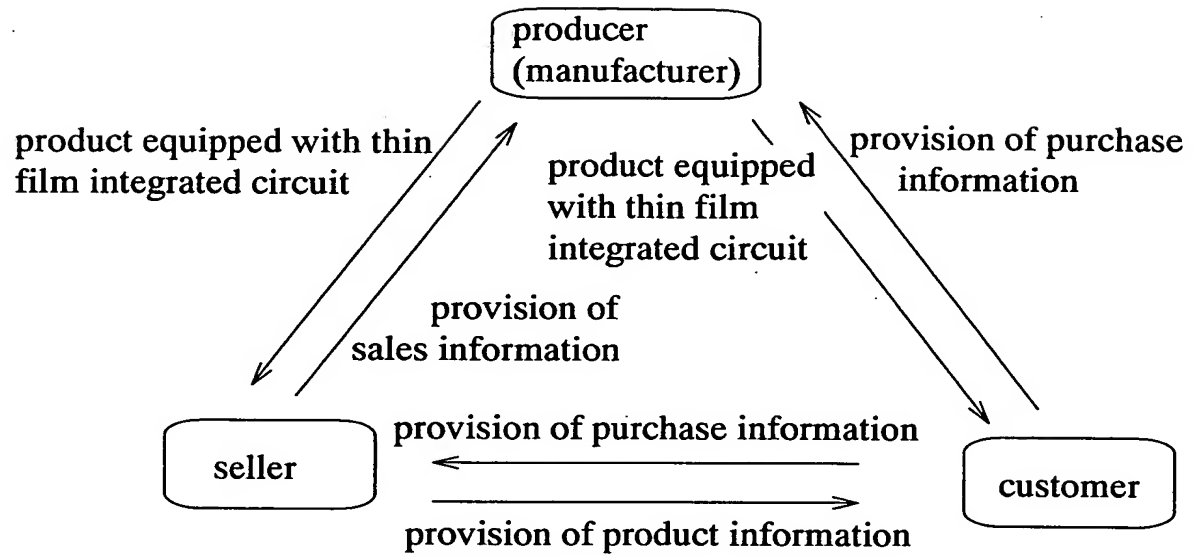 producer
(manufacturer)
product equipped with thin
film integrated circuit
product equipped
with thin film
integrated circuit
provision of purchase
information
provision of
sales information
provision of purchase information
seller
customer
provision of product information